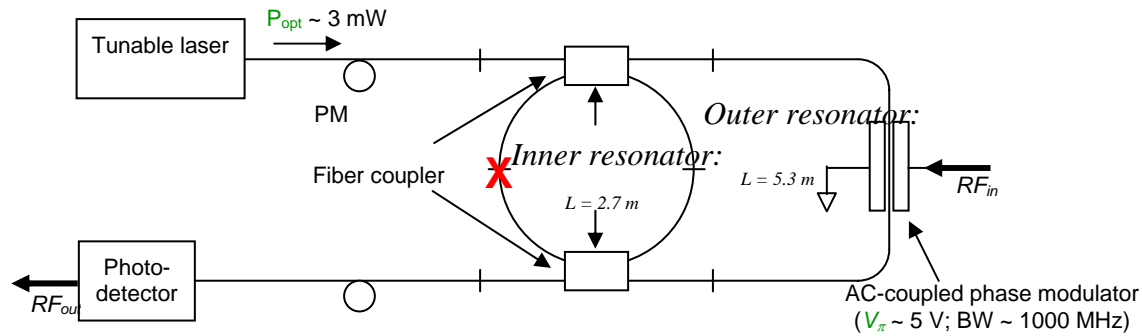 P_opt ~ 3 mW
Tunable laser
PM
Outer resonator:
Inner resonator:
Fiber coupler
L = 5.3 m
RF_in
L = 2.7 m
X
Photo-
detector
RF_out
AC-coupled phase modulator
(V_π ~ 5 V; BW ~ 1000 MHz)